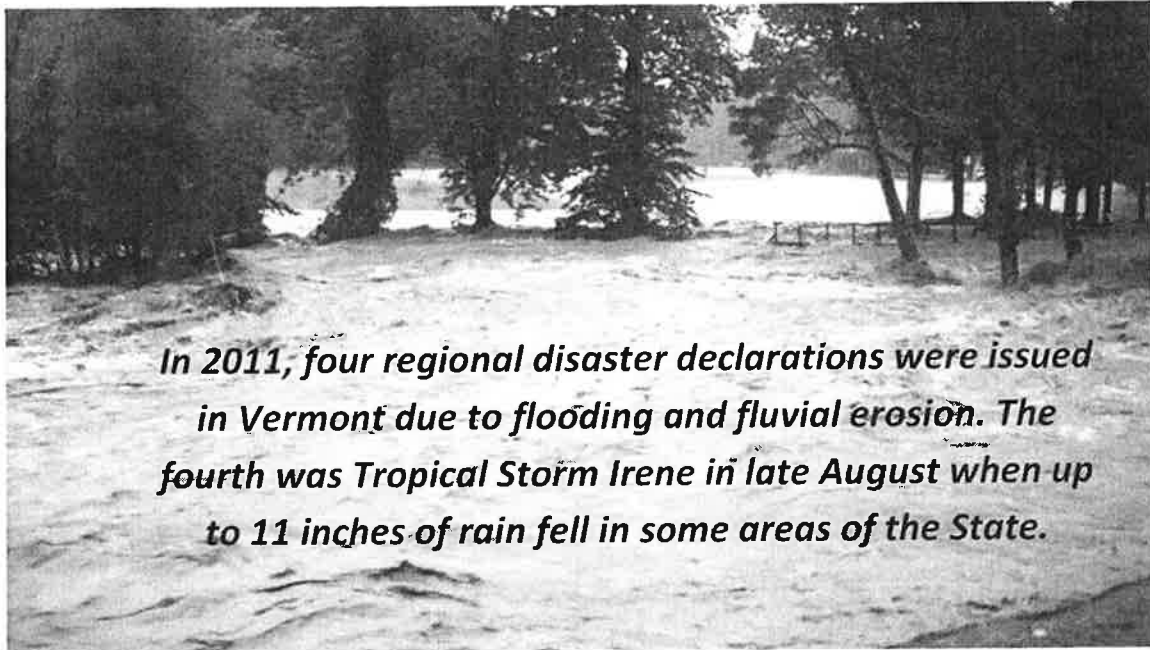 In 2011, four regional disaster declarations were issued
in Vermont due to flooding and fluvial erosion. The
fourth was Tropical Storm Irene in late August when up
to 11 inches of rain fell in some areas of the State.